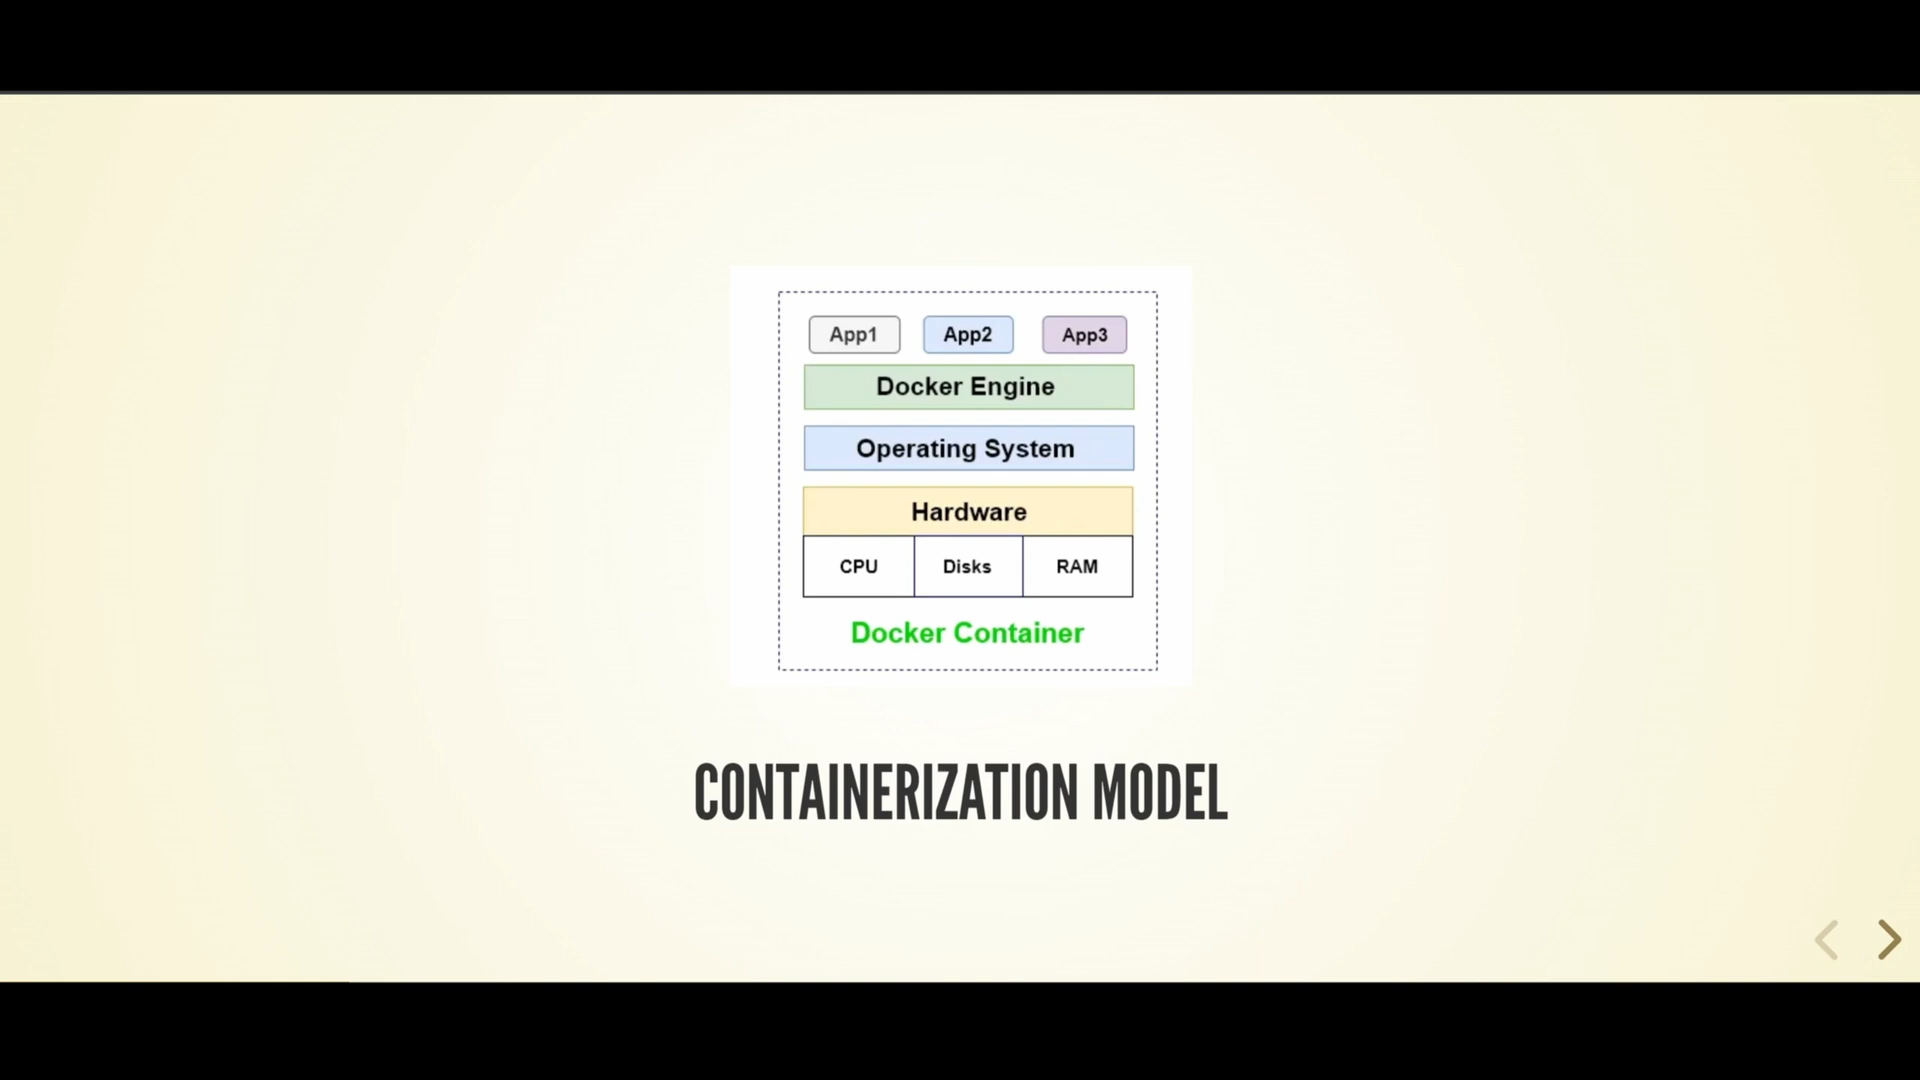 App1 App2 App3
Docker Engine
Operating System
Hardware
CPU Disks RAM
Docker Container
CONTAINERIZATION MODEL